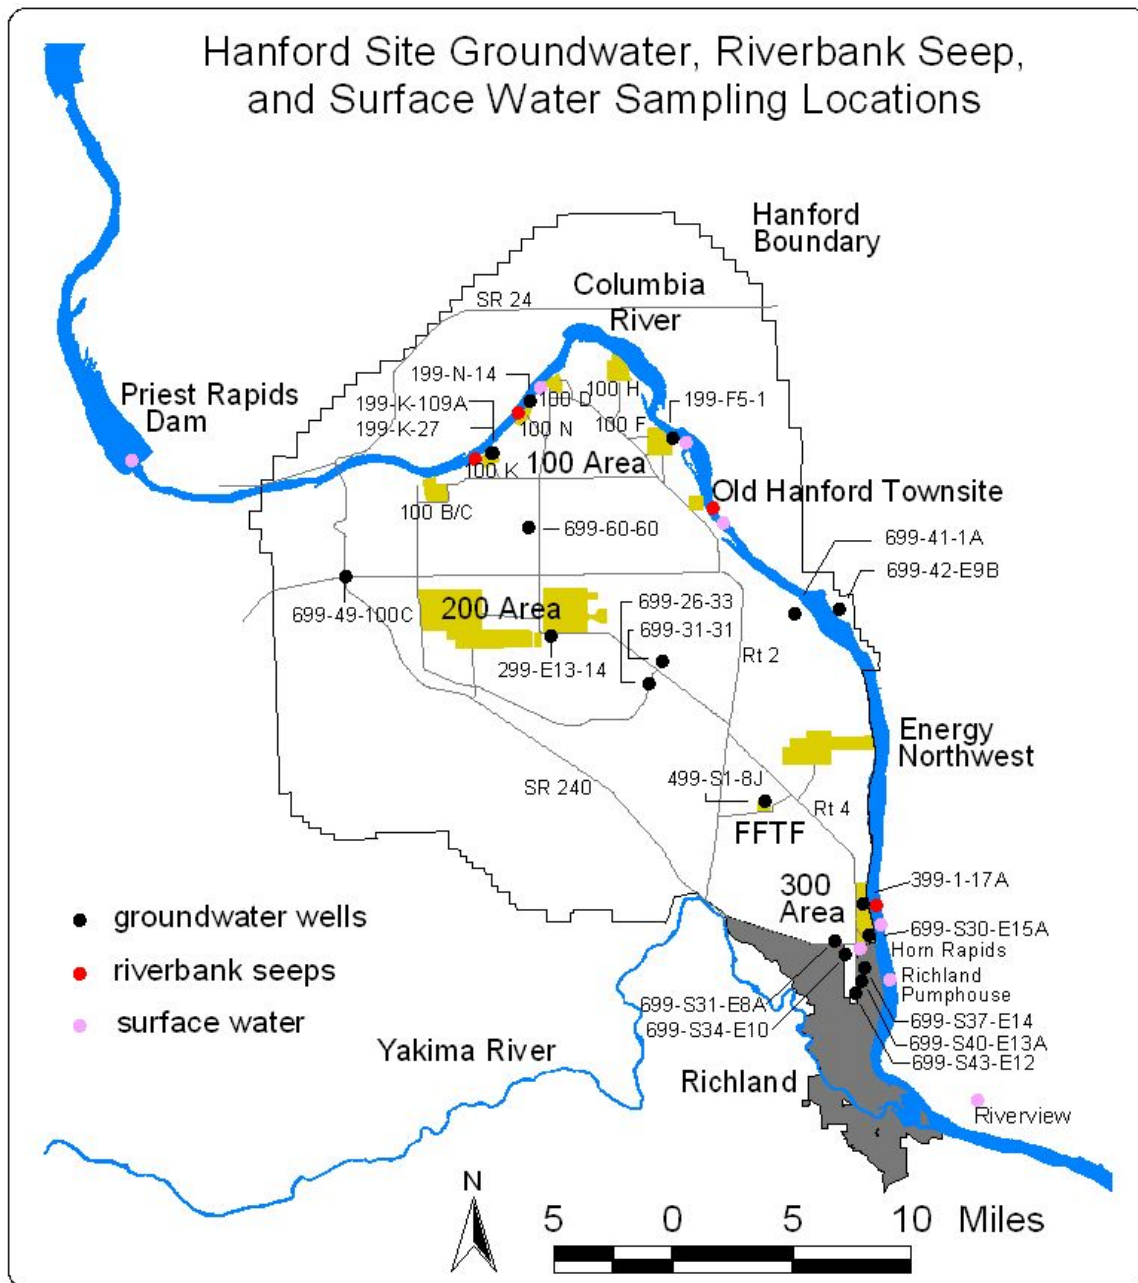 Hanford Site Groundwater, Riverbank Seep,
and Surface Water Sampling Locations
Hanford
Boundary
Columbia
River
SR 24
Priest Rapids
Dam
199-N-14
199-K-109A
199-K-27
100 D
100 H
100 N
100 F
199-F5-1
100 K
100 Area
100 B/C
Old Hanford Townsite
699-60-60
699-41-1A
699-42-E9B
699-49-100C
200 Area
699-26-33
699-31-31
299-E13-14
Rt 2
Energy
Northwest
SR 240
499-S1-8J
Rt 4
FFTF
300
Area
399-1-17A
groundwater wells
riverbank seeps
surface water
699-S30-E15A
Horn Rapids
Richland
Pumphouse
699-S31-E8A
699-S34-E10
699-S37-E14
699-S40-E13A
699-S43-E12
Yakima River
Richland
Riverview
N
5 0 5 10 Miles